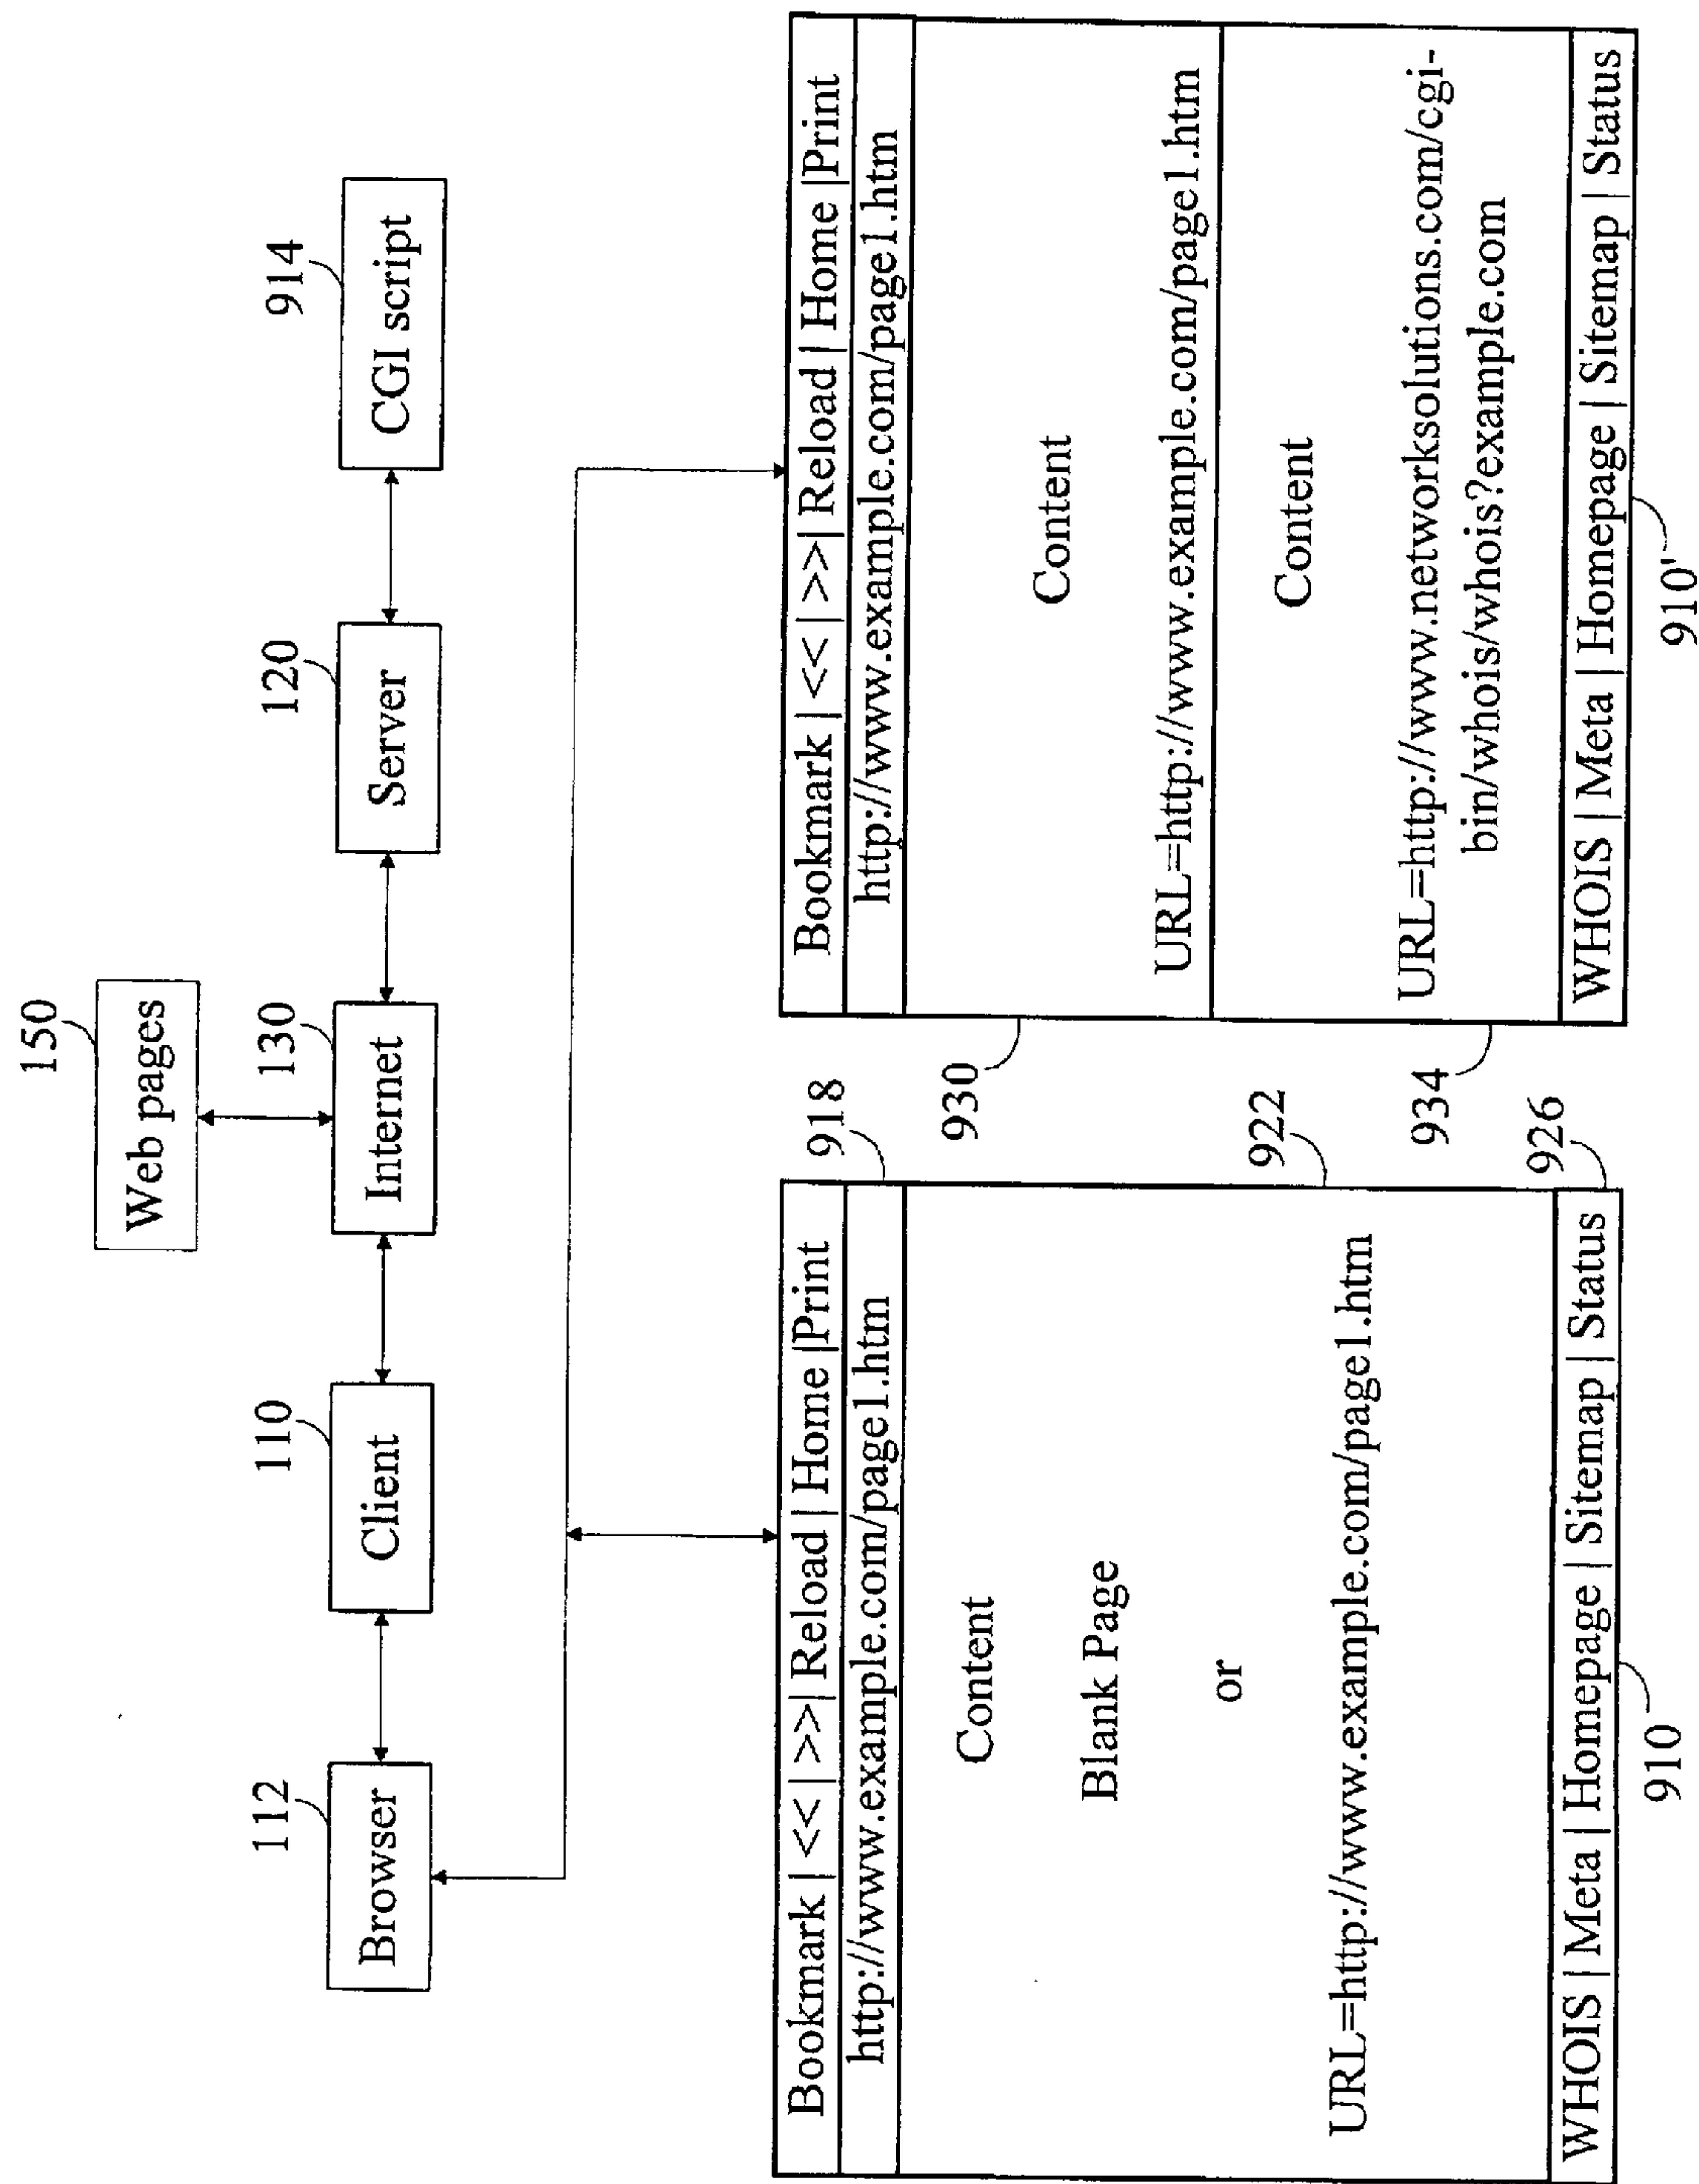 150
Web pages
112
110
130
120
914
Browser
Client
Internet
Server
CGI script
Bookmark | << | >> | Reload | Home | Print
http://www.example.com/page1.htm
918
Content
Blank Page
or
922
URL=http://www.example.com/page1.htm
926
WHOIS | Meta | Homepage | Sitemap | Status
910
Bookmark | << | >> | Reload | Home | Print
http://www.example.com/page1.htm
930
Content
URL=http://www.example.com/page1.htm
Content
934
URL=http://www.networksolutions.com/cgi-
bin/whois/whois?example.com
WHOIS | Meta | Homepage | Sitemap | Status
910'